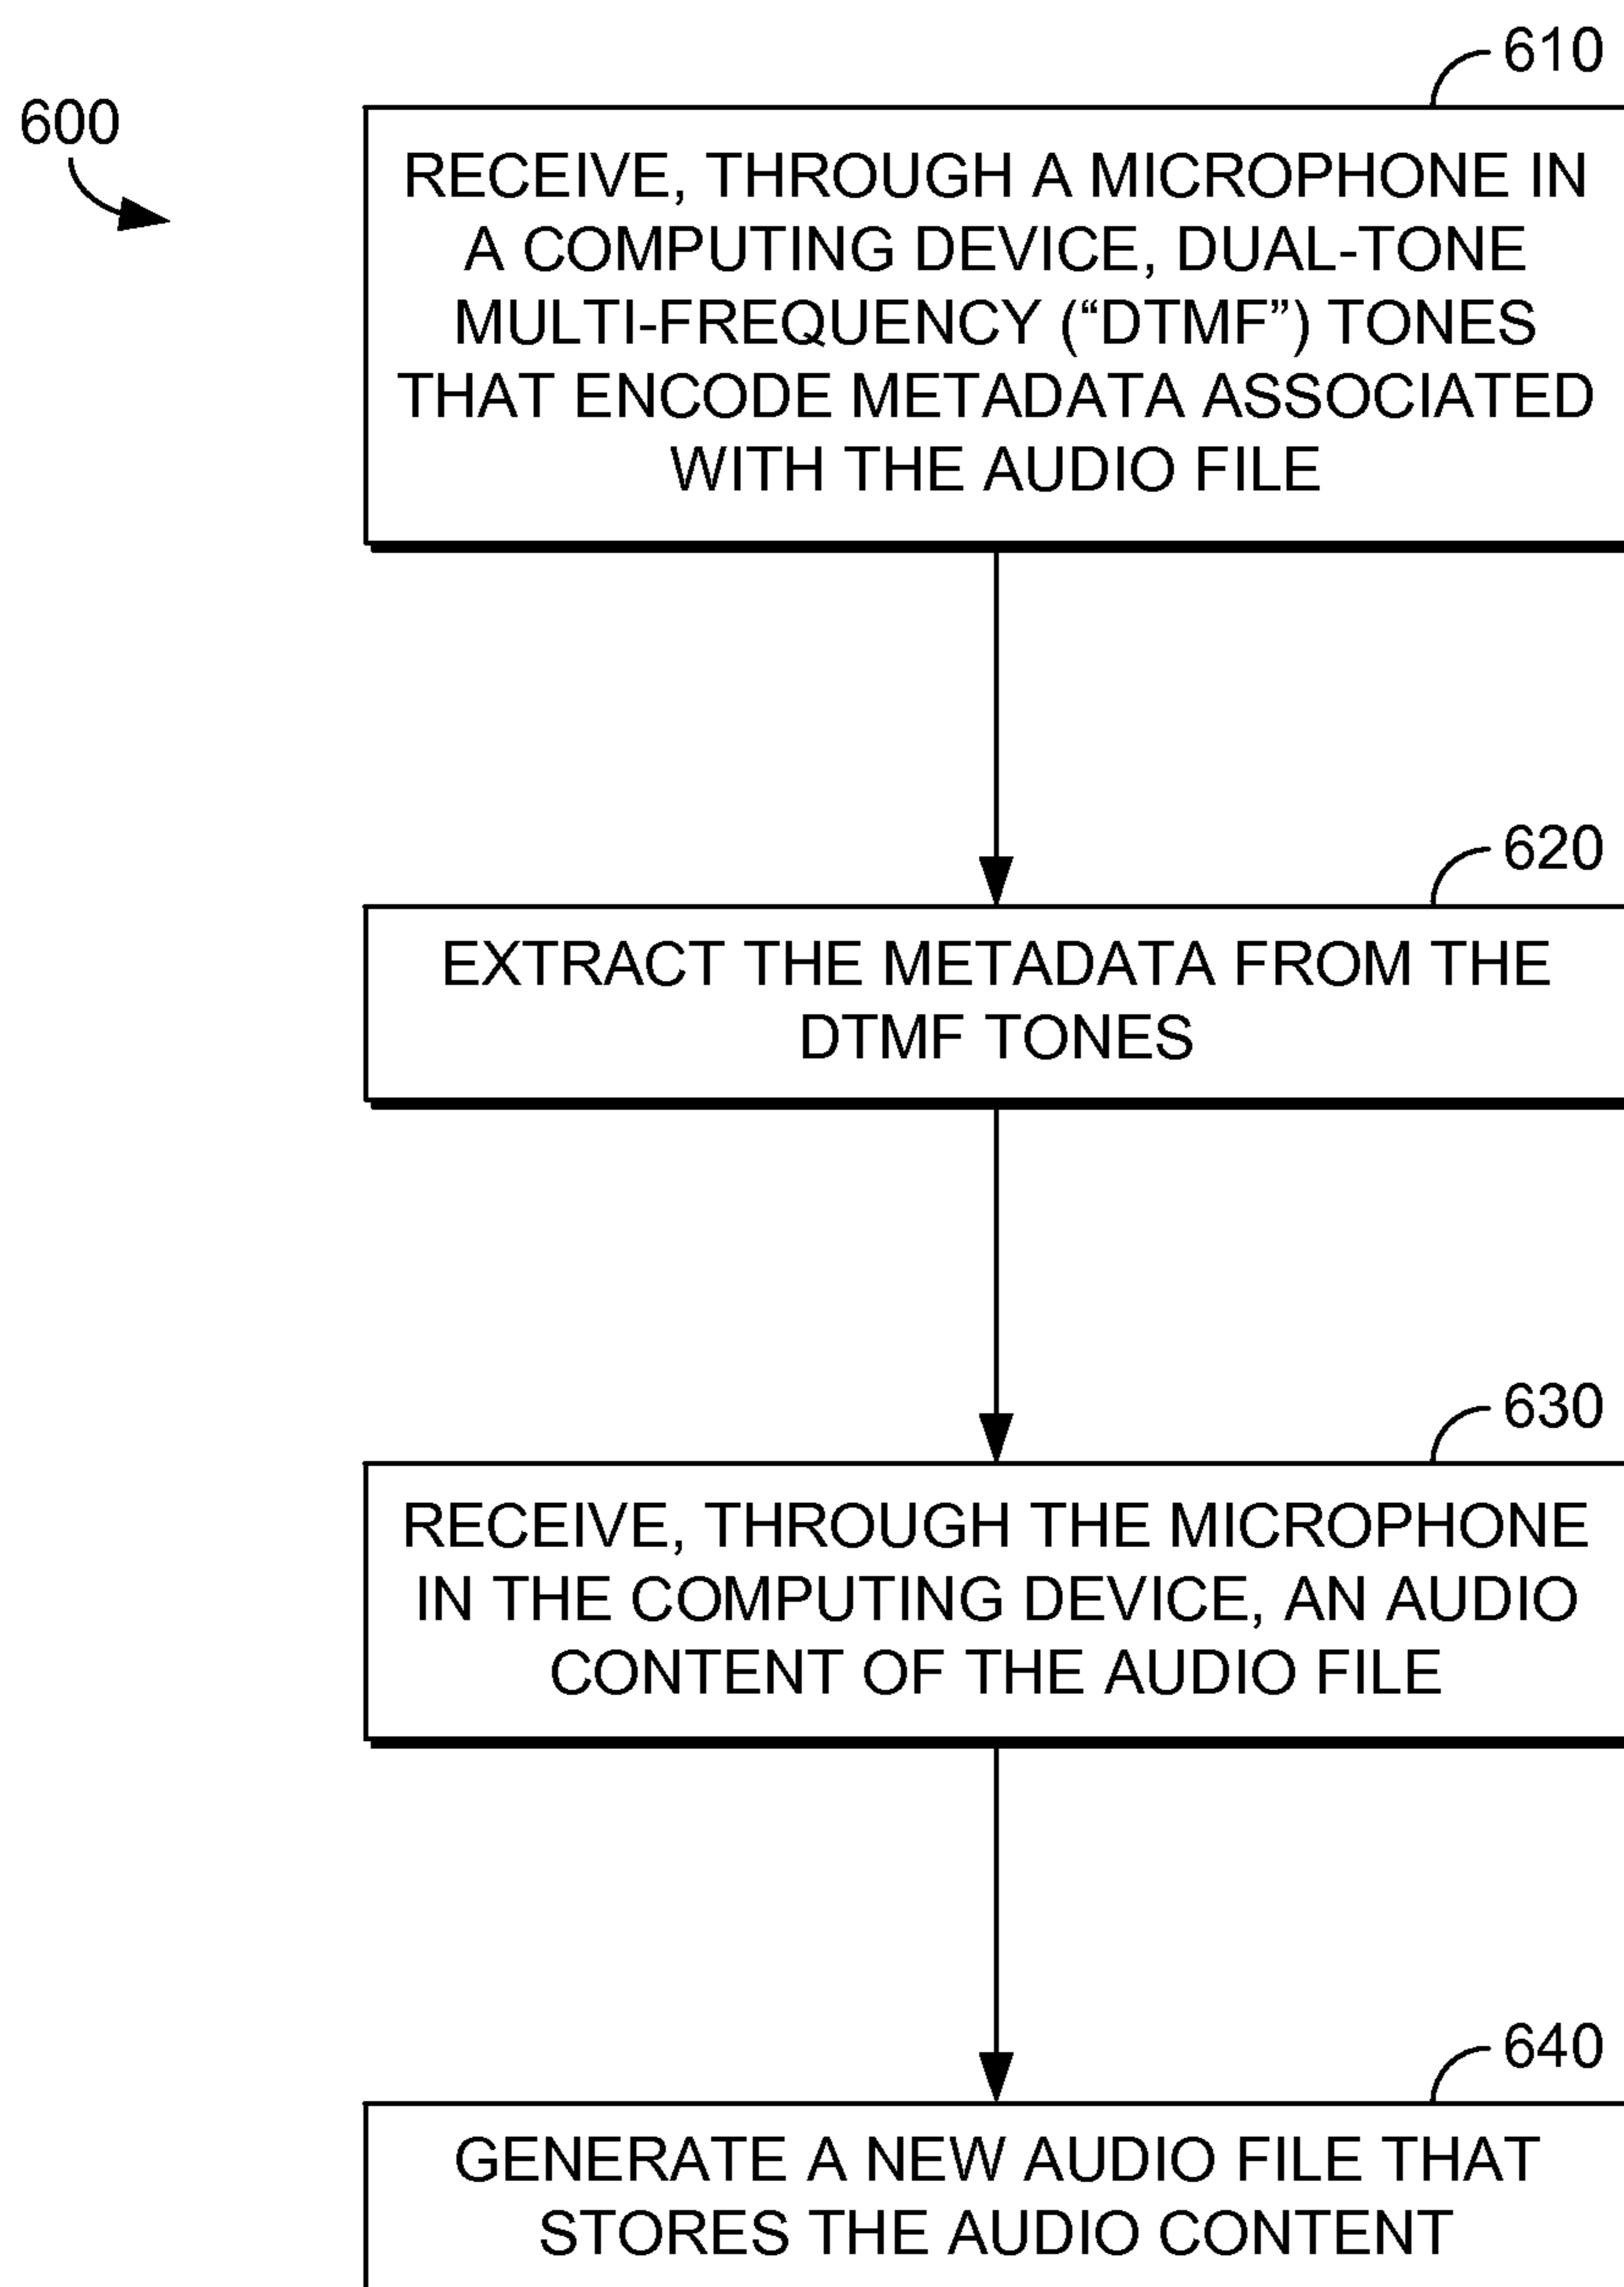 610
600
RECEIVE, THROUGH A MICROPHONE IN
A COMPUTING DEVICE, DUAL-TONE
MULTI-FREQUENCY (“DTMF”) TONES
THAT ENCODE METADATA ASSOCIATED
WITH THE AUDIO FILE
620
EXTRACT THE METADATA FROM THE
DTMF TONES
630
RECEIVE, THROUGH THE MICROPHONE
IN THE COMPUTING DEVICE, AN AUDIO
CONTENT OF THE AUDIO FILE
640
GENERATE A NEW AUDIO FILE THAT
STORES THE AUDIO CONTENT